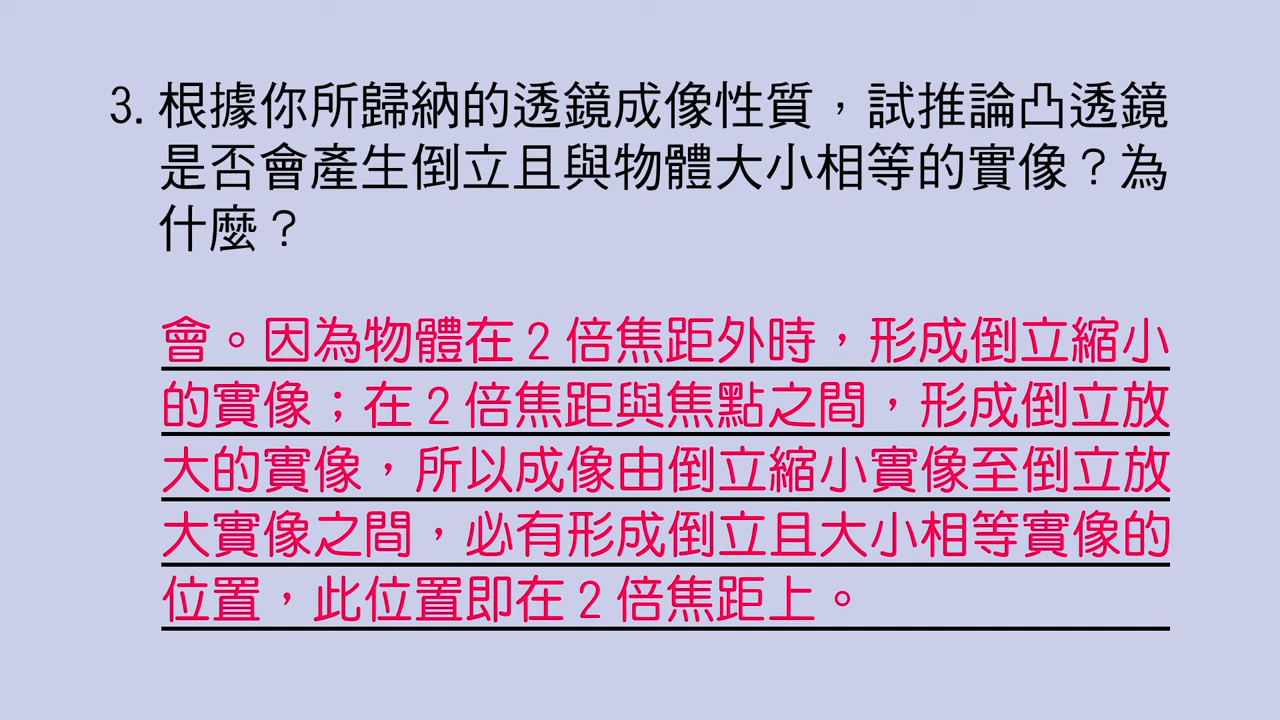 3. 根據你所歸納的透鏡成像性質，試推論凸透鏡
是否會產生倒立且與物體大小相等的實像？為
什麼？
會。因為物體在 2 倍焦距外時，形成倒立縮小
的實像；在 2 倍焦距與焦點之間，形成倒立放
大的實像，所以成像由倒立縮小實像至倒立放
大實像之間，必有形成倒立且大小相等實像的
位置，此位置即在 2 倍焦距上。